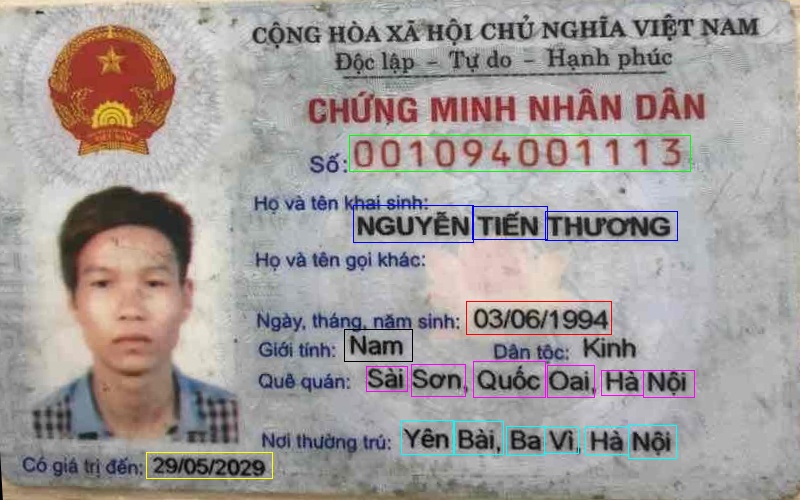 CỘNG HÒA XÃ HỘI CHỦ NGHĨA VIỆT NAM
Độc lập - Tự do - Hạnh phúc
CHỨNG MINH NHÂN DÂN
Số: 001094001113
Họ và tên khai sinh:
NGUYỄN TIẾN THƯƠNG
Họ và tên gọi khác:
Ngày, tháng, năm sinh: 03/06/1994
Giới tính: Nam Dân tộc: Kinh
Quê quán: Sài Sơn, Quốc Oai, Hà Nội
Nơi thường trú: Yên Bài, Ba Vì, Hà Nội
Có giá trị đến: 29/05/2029